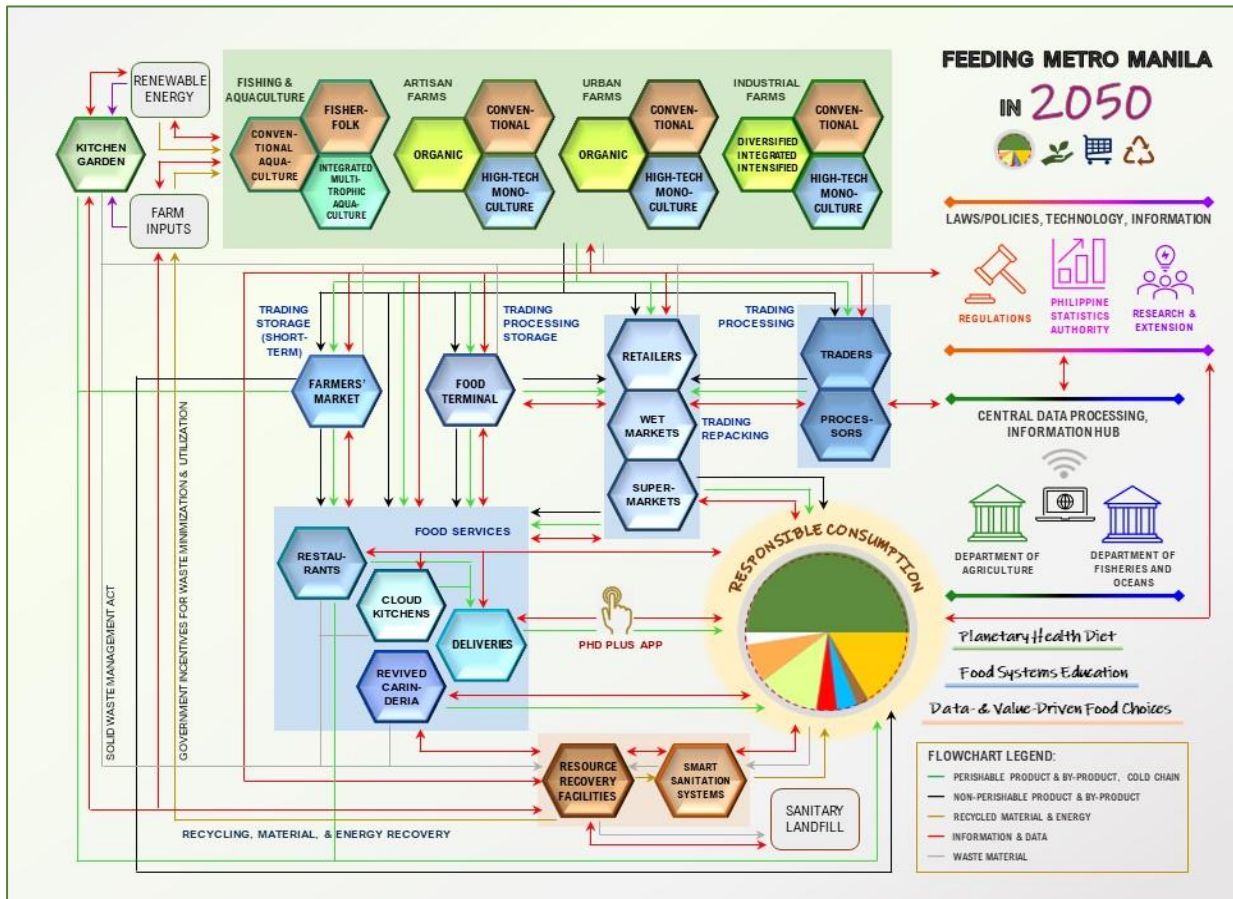 FEEDING METRO MANILA
IN 2050
RENEWABLE
ENERGY
KITCHEN
GARDEN
FARM
INPUTS
FISHING &
AQUACULTURE
FISHER-
FOLK
CONVEN-
TIONAL
AQUA-
CULTURE
INTEGRATED
MULTI-
TROPHIC
AQUA-
CULTURE
ARTISAN
FARMS
CONVEN-
TIONAL
ORGANIC
HIGH-TECH
MONO-
CULTURE
URBAN
FARMS
CONVEN-
TIONAL
ORGANIC
HIGH-TECH
MONO-
CULTURE
INDUSTRIAL
FARMS
CONVEN-
TIONAL
DIVERSIFIED
INTEGRATED
INTENSIFIED
HIGH-TECH
MONO-
CULTURE
LAWS/POLICIES, TECHNOLOGY, INFORMATION
REGULATIONS
PHILIPPINE
STATISTICS
AUTHORITY
RESEARCH &
EXTENSION
TRADING
STORAGE
(SHORT-
TERM)
FARMERS'
MARKET
TRADING
PROCESSING
STORAGE
FOOD
TERMINAL
RETAILERS
WET
MARKETS
SUPER-
MARKETS
TRADING
REPACKING
TRADING
PROCESSING
TRADERS
PROCES-
SORS
CENTRAL DATA PROCESSING,
INFORMATION HUB
DEPARTMENT OF
AGRICULTURE
DEPARTMENT OF
FISHERIES AND
OCEANS
SOLID WASTE MANAGEMENT ACT
GOVERNMENT INCENTIVES FOR WASTE MINIMIZATION & UTILIZATION
FOOD SERVICES
RESTAU-
RANTS
CLOUD
KITCHENS
DELIVERIES
REVIVED
CARIN-
DERIA
PHD PLUS APP
RESPONSIBLE CONSUMPTION
Planetary Health Diet
Food Systems Education
Data- & Value-Driven Food Choices
RESOURCE
RECOVERY
FACILITIES
SMART
SANITATION
SYSTEMS
SANITARY
LANDFILL
RECYCLING, MATERIAL, & ENERGY RECOVERY
FLOWCHART LEGEND:
PERISHABLE PRODUCT & BY-PRODUCT, COLD CHAIN
NON-PERISHABLE PRODUCT & BY-PRODUCT
RECYCLED MATERIAL & ENERGY
INFORMATION & DATA
WASTE MATERIAL